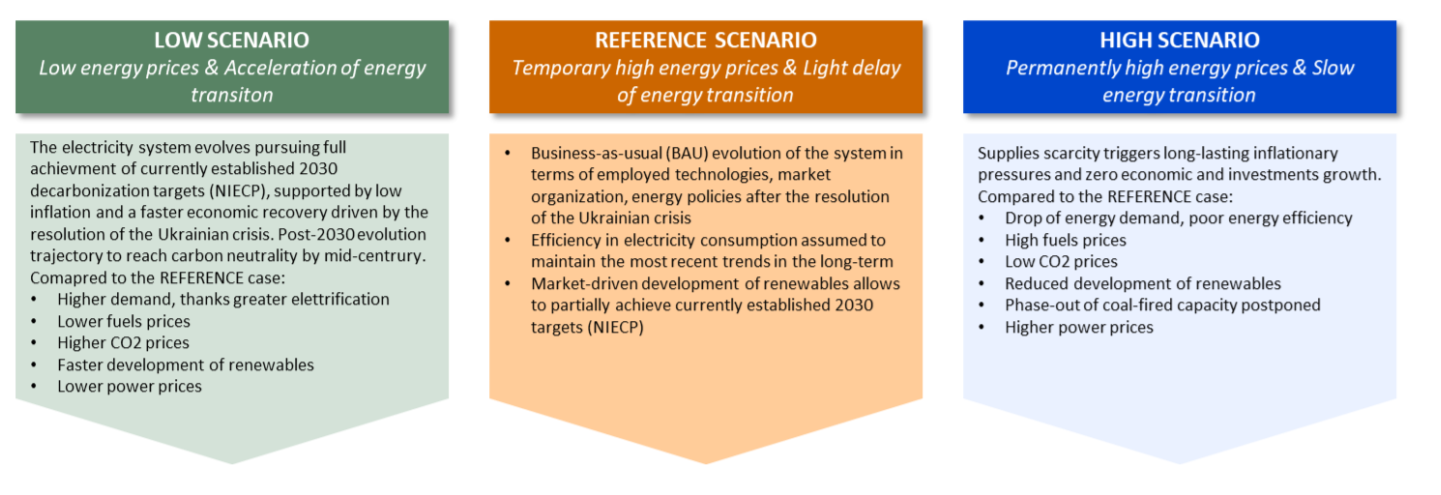 LOW SCENARIO
Low energy prices & Acceleration of energy
transiton
The electricity system evolves pursuing full
achievment of currently established 2030
decarbonization targets (NIECP), supported by low
inflation and a faster economic recovery driven by the
resolution of the Ukrainian crisis. Post-2030 evolution
trajectory to reach carbon neutrality by mid-centrury.
Comapred to the REFERENCE case:
• Higher demand, thanks greater elettrification
• Lower fuels prices
• Higher CO2 prices
• Faster development of renewables
• Lower power prices
REFERENCE SCENARIO
Temporary high energy prices & Light delay
of energy transition
• Business-as-usual (BAU) evolution of the system in
terms of employed technologies, market
organization, energy policies after the resolution
of the Ukrainian crisis
• Efficiency in electricity consumption assumed to
maintain the most recent trends in the long-term
• Market-driven development of renewables allows
to partially achieve currently established 2030
targets (NIECP)
HIGH SCENARIO
Permanently high energy prices & Slow
energy transition
Supplies scarcity triggers long-lasting inflationary
pressures and zero economic and investments growth.
Compared to the REFERENCE case:
• Drop of energy demand, poor energy efficiency
• High fuels prices
• Low CO2 prices
• Reduced development of renewables
• Phase-out of coal-fired capacity postponed
• Higher power prices